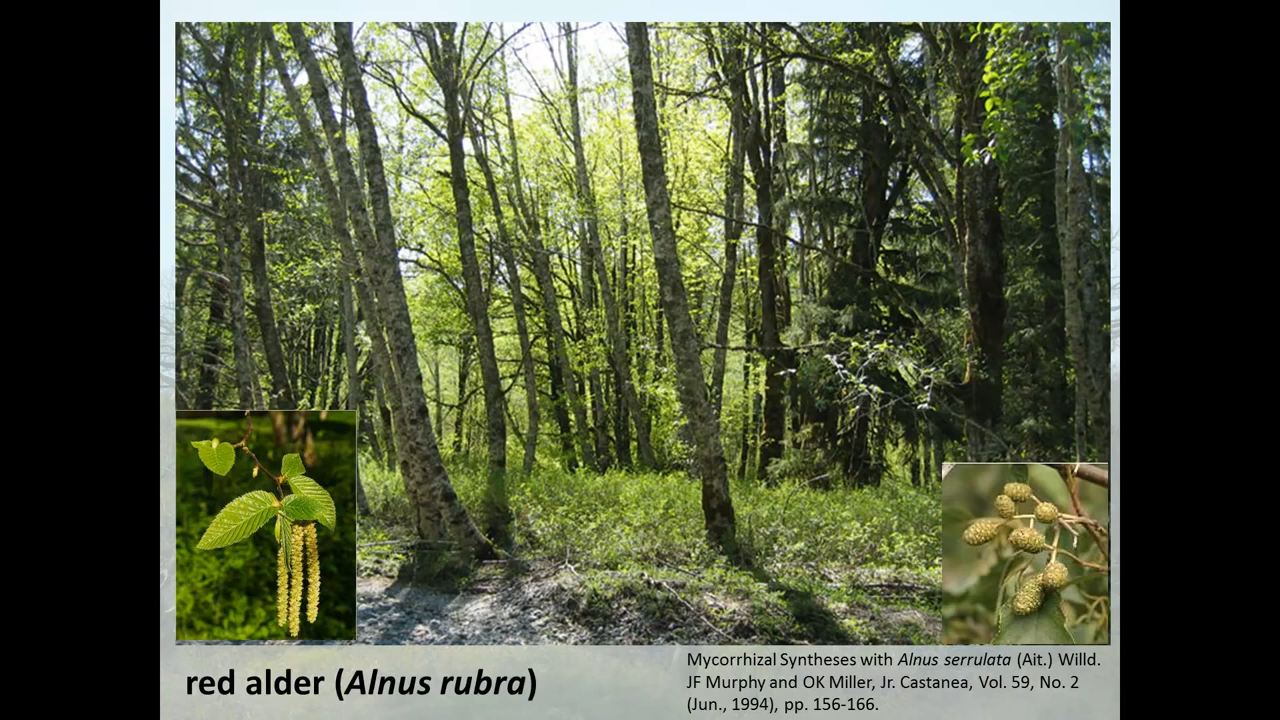 red alder (Alnus rubra)
Mycorrhizal Syntheses with Alnus serrulata (Ait.) Willd.
JF Murphy and OK Miller, Jr. Castanea, Vol. 59, No. 2
(Jun., 1994), pp. 156-166.